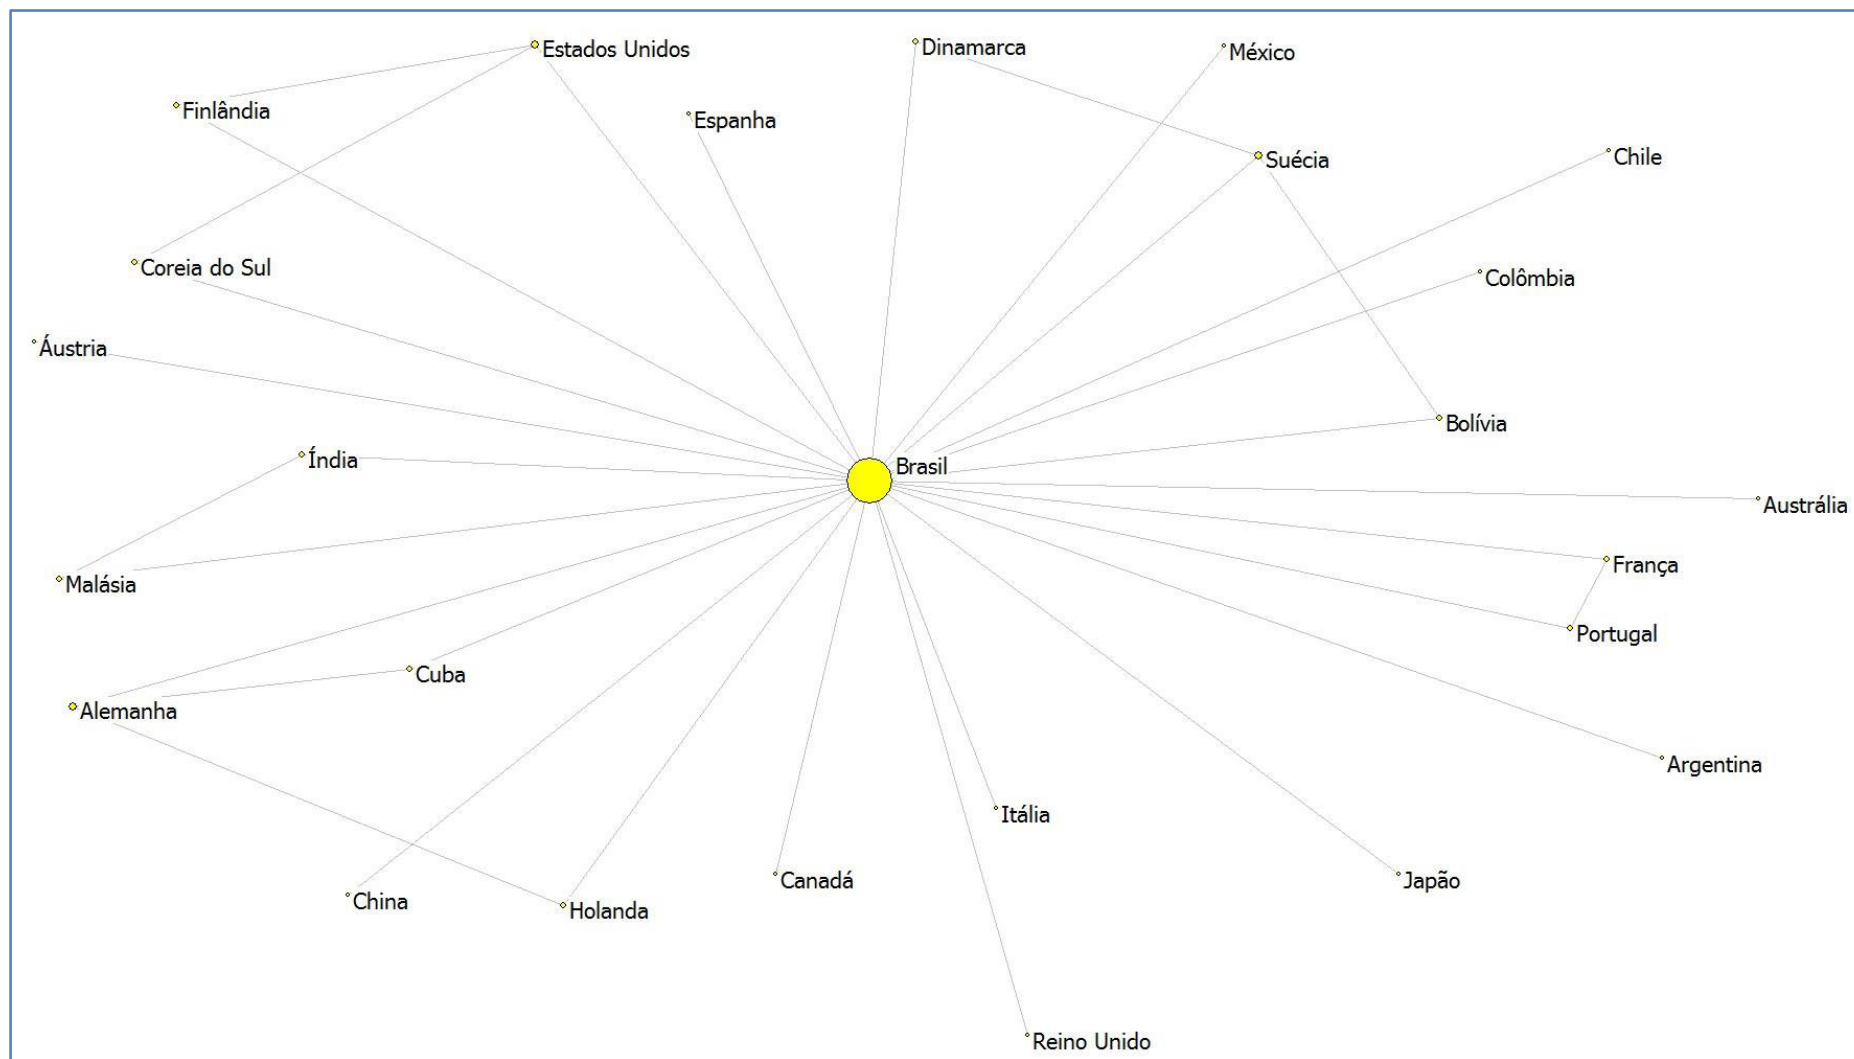 Estados Unidos
Dinamarca
México
Finlândia
Espanha
Suécia
Chile
Coreia do Sul
Colômbia
Áustria
Bolívia
Índia
Brasil
Austrália
Malásia
França
Portugal
Cuba
Alemanha
Argentina
Itália
Canadá
Japão
China
Holanda
Reino Unido